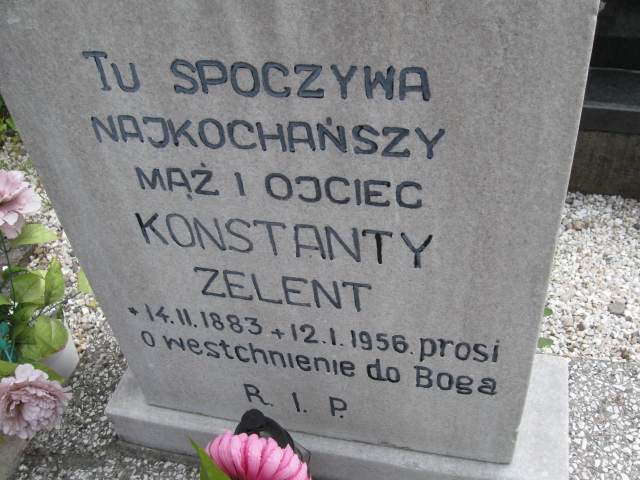 TU SPOCZYWA
NAJKOCHAŃSZY
MĄŻ I OJCIEC
KONSTANTY
ZELENT
* 14.II.1883 + 12.I.1956. prosi
o westchnienie do Boga
R. I. P.